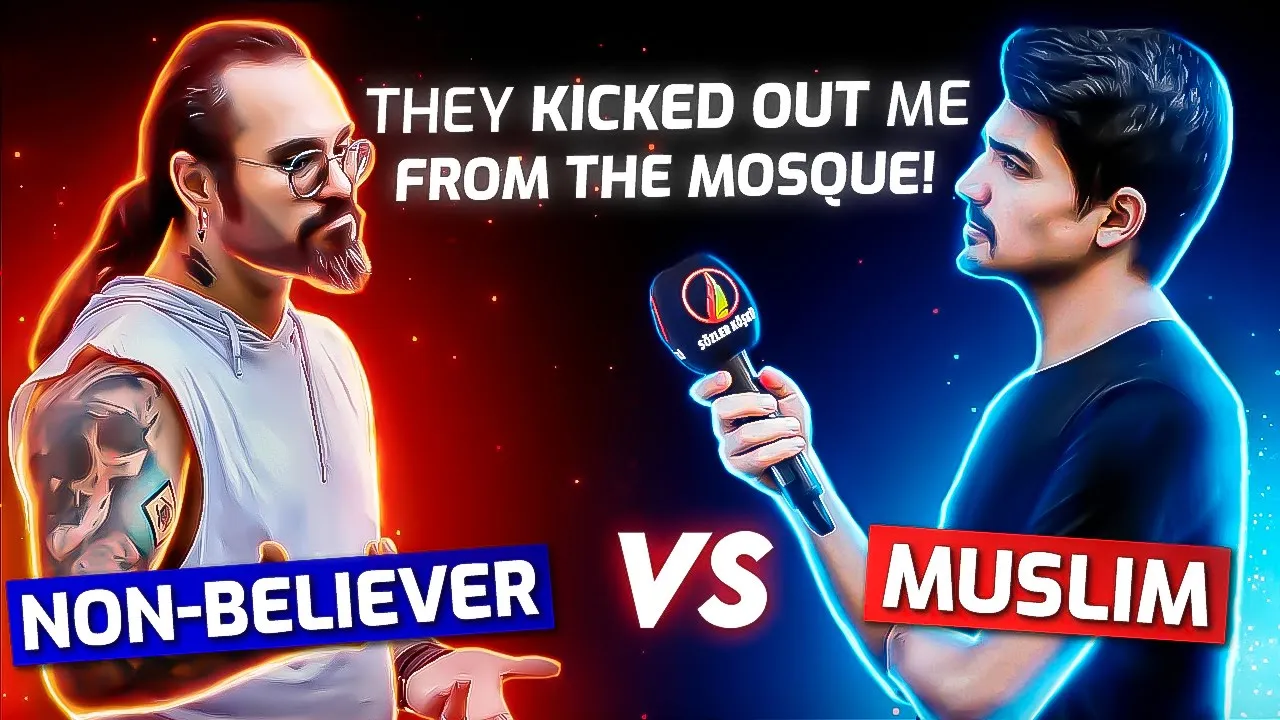 THEY KICKED OUT ME
FROM THE MOSQUE!
SÖZLER KÖŞKÜ
NON-BELIEVER
VS
MUSLIM